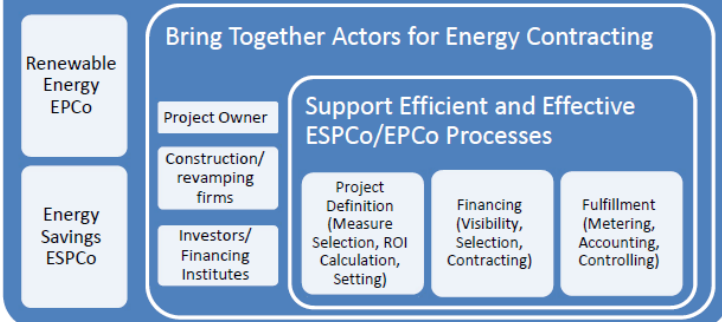 Renewable
Energy
EPCo
Energy
Savings
ESPCo
Bring Together Actors for Energy Contracting
Project Owner
Construction/
revamping
firms
Investors/
Financing
Institutes
Support Efficient and Effective
ESPCo/EPCo Processes
Project
Definition
(Measure
Selection, ROI
Calculation,
Setting)
Financing
(Visibility,
Selection,
Contracting)
Fulfillment
(Metering,
Accounting,
Controlling)